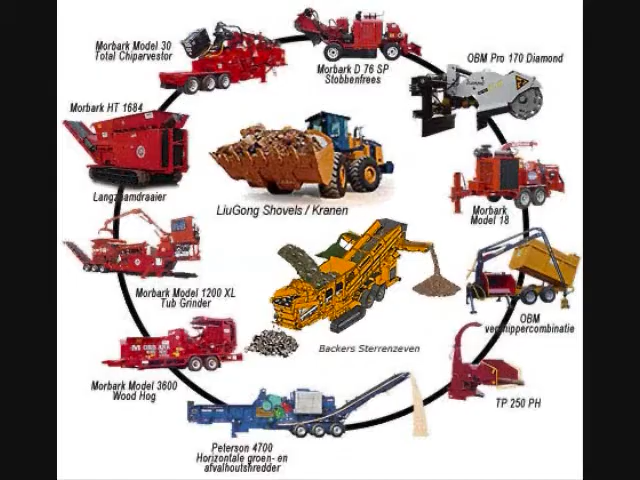 Morbark Model 30
Total Chiparvestor
Morbark D 76 SP
Stobbenfrees
OBM Pro 170 Diamond
Morbark HT 1684
Langzaamdraaier
LiuGong Shovels / Kranen
Morbark
Model 18
Morbark Model 1200 XL
Tub Grinder
OBM
versnippercombinatie
Backers Sterrenzeven
Morbark Model 3600
Wood Hog
TP 250 PH
Peterson 4700
Horizontale groen- en
afvalhoutshredder